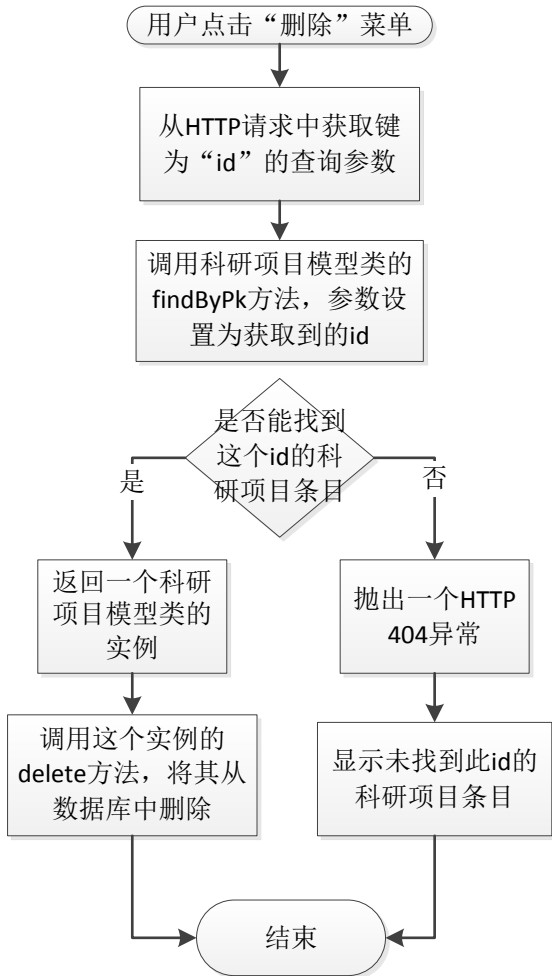 用户点击“删除”菜单
从HTTP请求中获取键
为“id”的查询参数
调用科研项目模型类的
findByPk方法，参数设
置为获取到的id
是否能找到
这个id的科
研项目条目
是
否
返回一个科研
项目模型类的
实例
抛出一个HTTP
404异常
调用这个实例的
delete方法，将其从
数据库中删除
显示未找到此id的
科研项目条目
结束